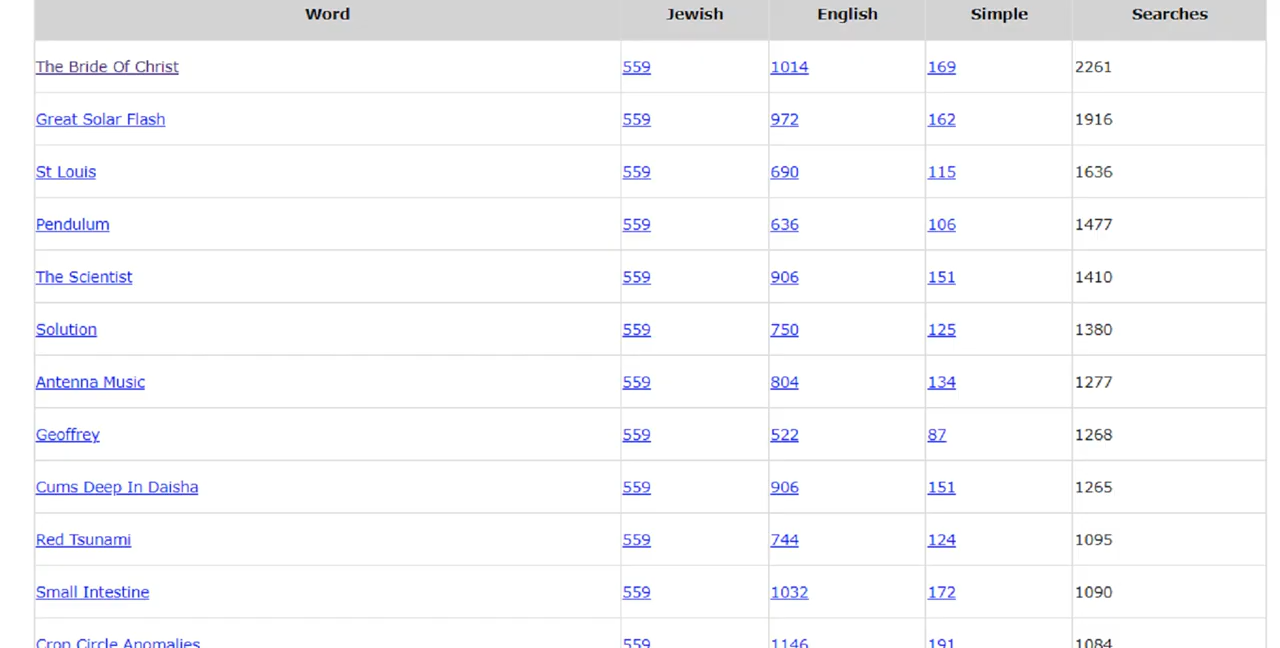 Word Jewish English Simple Searches
The Bride Of Christ 559 1014 169 2261
Great Solar Flash 559 972 162 1916
St Louis 559 690 115 1636
Pendulum 559 636 106 1477
The Scientist 559 906 151 1410
Solution 559 750 125 1380
Antenna Music 559 804 134 1277
Geoffrey 559 522 87 1268
Cums Deep In Daisha 559 906 151 1265
Red Tsunami 559 744 124 1095
Small Intestine 559 1032 172 1090
Crop Circle Anomalies 559 1146 191 1084